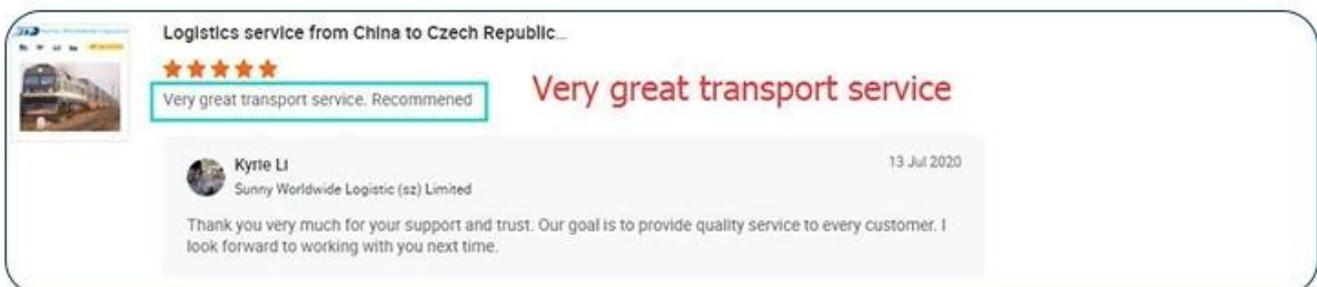 Logistics service from China to Czech Republic...
Very great transport service. Recommened
Very great transport service
Kyrie Li
13 Jul 2020
Sunny Worldwide Logistic (sz) Limited
Thank you very much for your support and trust. Our goal is to provide quality service to every customer. I
look forward to working with you next time.